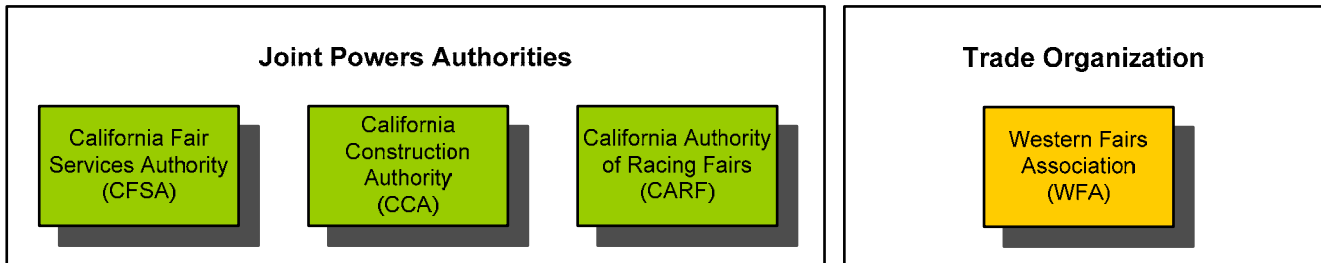 Joint Powers Authorities
California Fair
Services Authority
(CFSA)
California
Construction
Authority
(CCA)
California Authority
of Racing Fairs
(CARF)
Trade Organization
Western Fairs
Association
(WFA)